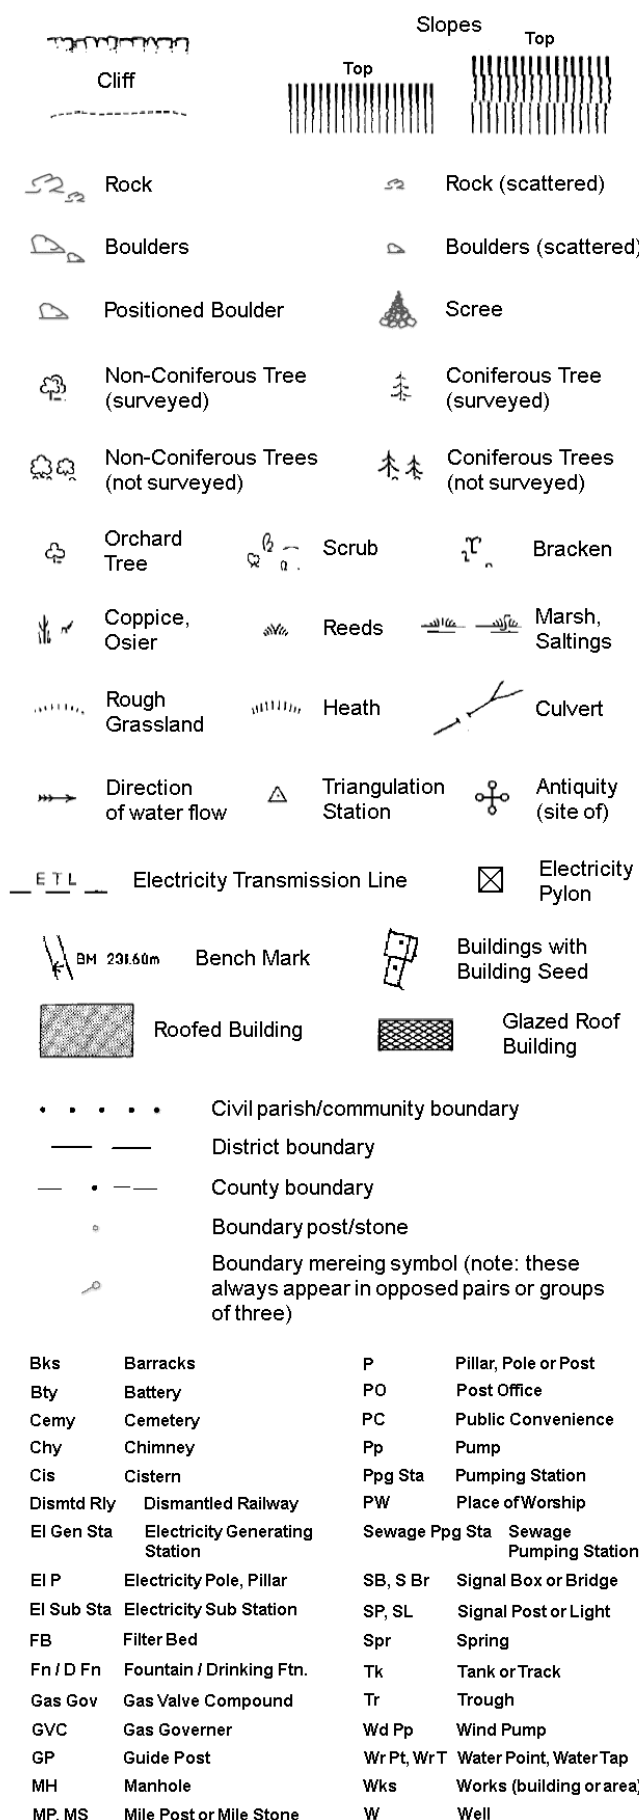 Slopes
Top
Top
Cliff
Rock
Rock (scattered)
Boulders
Boulders (scattered)
Positioned Boulder
Scree
Non-Coniferous Tree
(surveyed)
Coniferous Tree
(surveyed)
Non-Coniferous Trees
(not surveyed)
Coniferous Trees
(not surveyed)
Orchard
Tree
Scrub
Bracken
Coppice,
Osier
Reeds
Marsh,
Saltings
Rough
Grassland
Heath
Culvert
Direction
of water flow
Triangulation
Station
Antiquity
(site of)
E T L
Electricity Transmission Line
Electricity
Pylon
BM 231.60m
Bench Mark
Buildings with
Building Seed
Roofed Building
Glazed Roof
Building
Civil parish/community boundary
District boundary
County boundary
Boundary post/stone
Boundary mereing symbol (note: these
always appear in opposed pairs or groups
of three)
Bks Barracks P Pillar, Pole or Post
Bty Battery PO Post Office
Cemy Cemetery PC Public Convenience
Chy Chimney Pp Pump
Cis Cistern Ppg Sta Pumping Station
Dismtd Rly Dismantled Railway PW Place of Worship
El Gen Sta Electricity Generating Sewage Ppg Sta Sewage
Station Pumping Station
El P Electricity Pole, Pillar SB, S Br Signal Box or Bridge
El Sub Sta Electricity Sub Station SP, SL Signal Post or Light
FB Filter Bed Spr Spring
Fn / D Fn Fountain / Drinking Ftn. Tk Tank or Track
Gas Gov Gas Valve Compound Tr Trough
GVC Gas Governer Wd Pp Wind Pump
GP Guide Post Wr Pt, Wr T Water Point, Water Tap
MH Manhole Wks Works (building or area)
MP, MS Mile Post or Mile Stone W Well